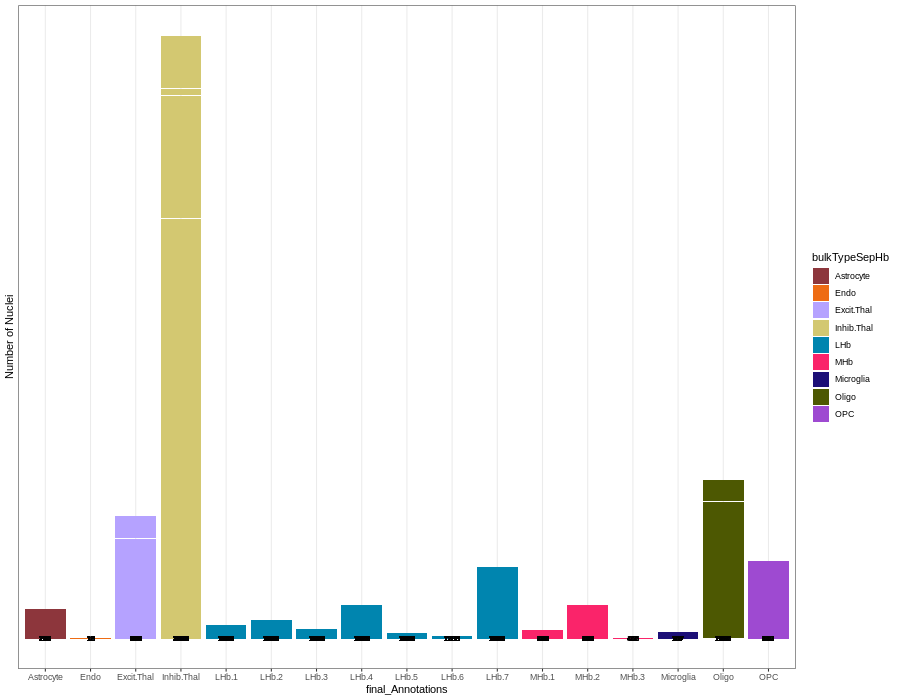 Number of Nuclei
Astrocyte Endo Excit.Thal Inhib.Thal LHb.1 LHb.2 LHb.3 LHb.4 LHb.5 LHb.6 LHb.7 MHb.1 MHb.2 MHb.3 Microglia Oligo OPC
final_Annotations
bulkTypeSepHb
Astrocyte
Endo
Excit.Thal
Inhib.Thal
LHb
MHb
Microglia
Oligo
OPC